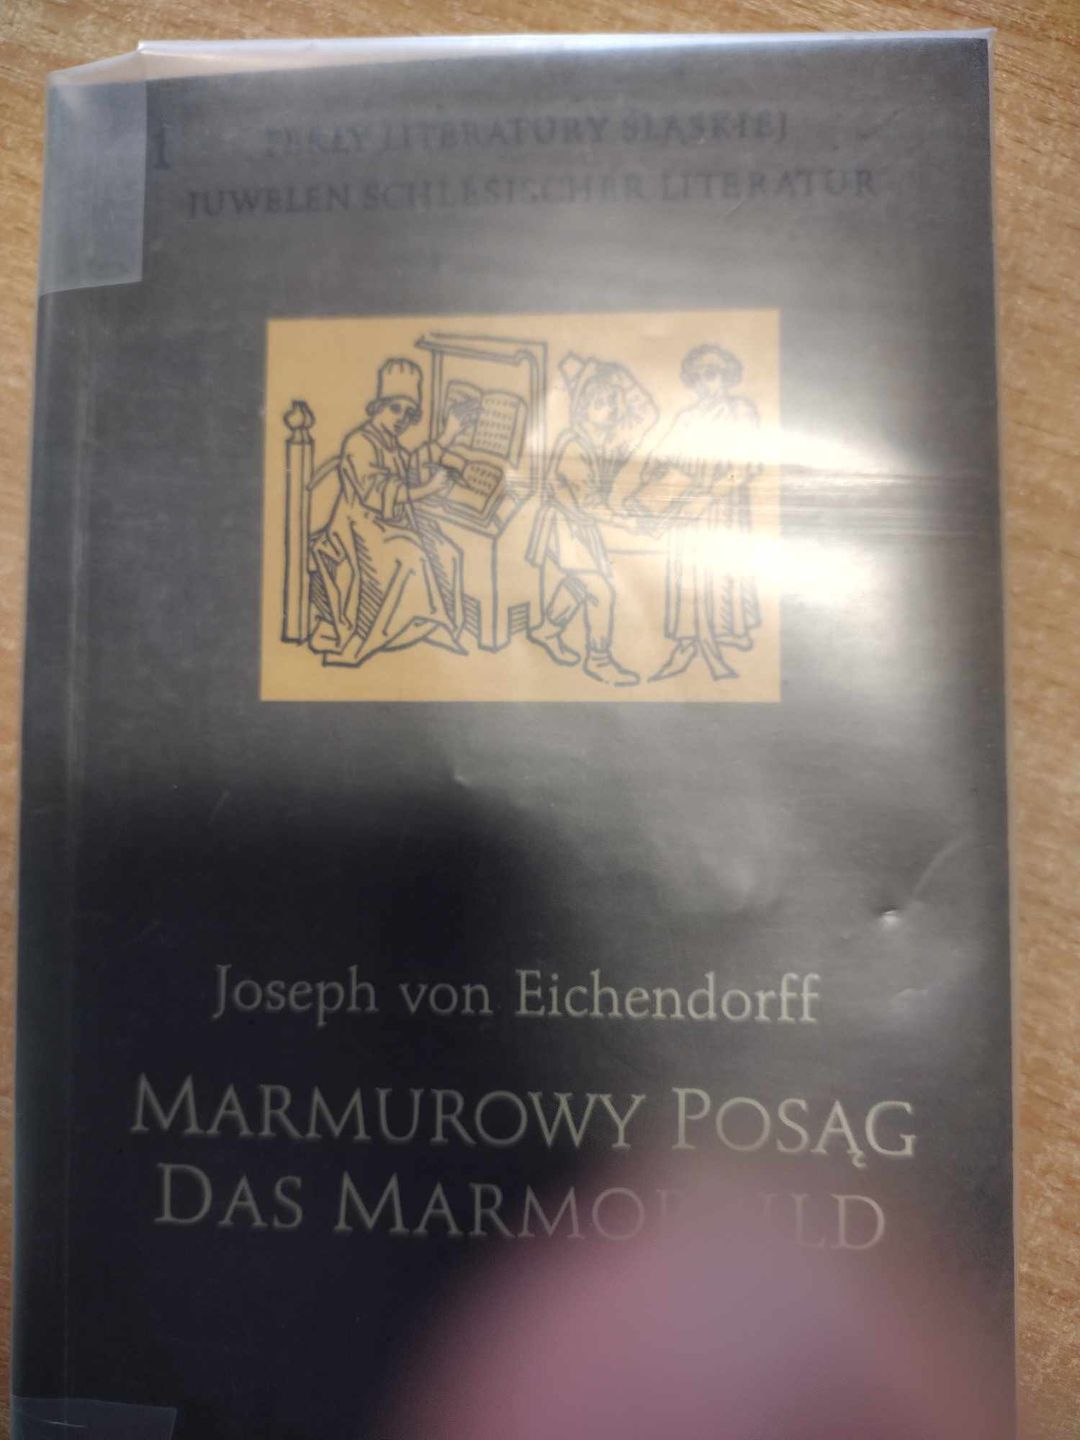 1
PERŁY LITERATURY ŚLĄSKIEJ
JUWELEN SCHLESISCHER LITERATUR
Joseph von Eichendorff
MARMUROWY POSĄG
DAS